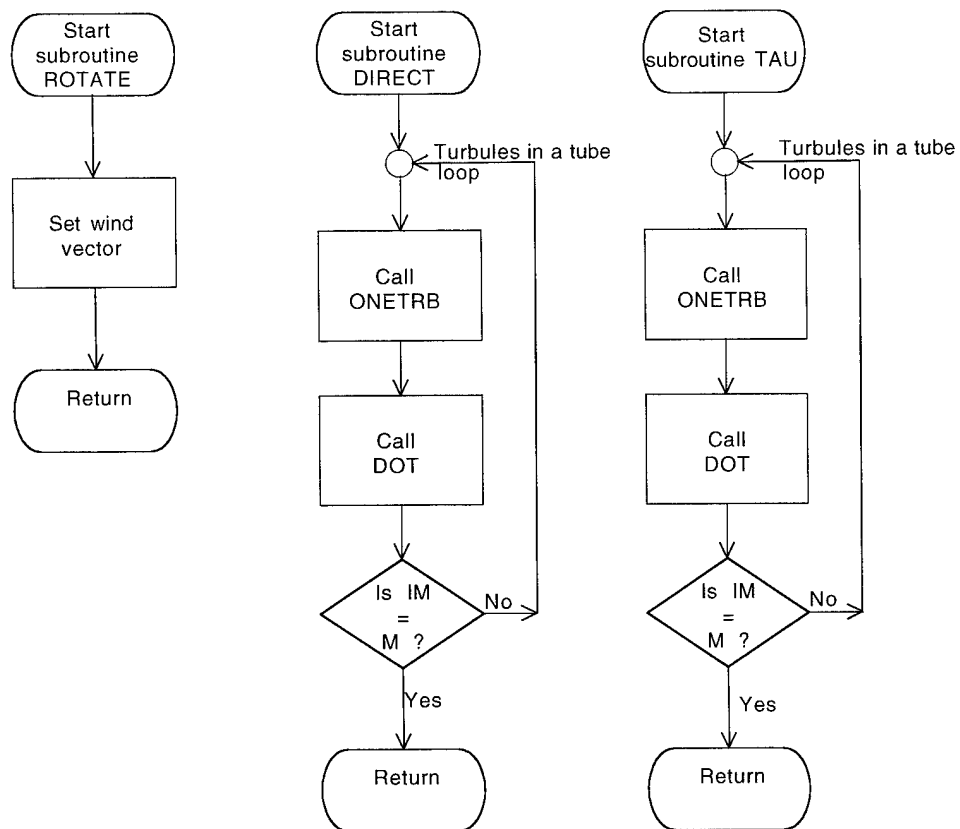 Start
subroutine
ROTATE
Set wind
vector
Return
Start
subroutine
DIRECT
Turbules in a tube
loop
Call
ONETRB
Call
DOT
Is IM
=
M ?
No
Yes
Return
Start
subroutine TAU
Turbules in a tube
loop
Call
ONETRB
Call
DOT
Is IM
=
M ?
No
Yes
Return